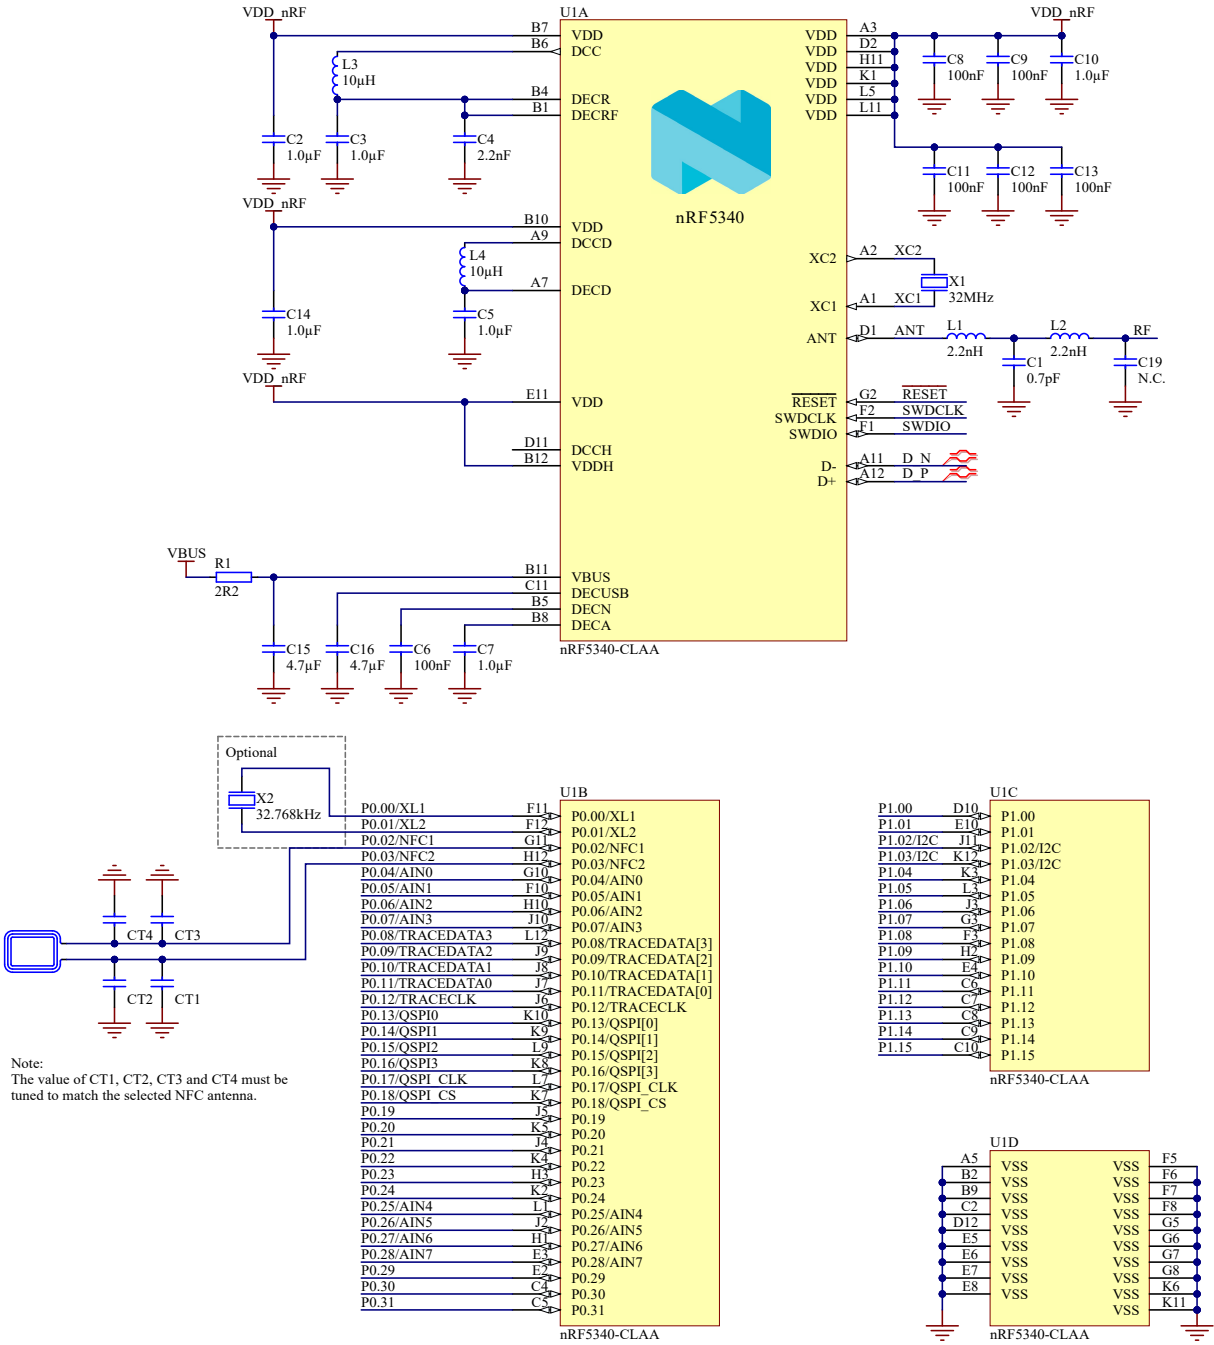 VDD_nRF
U1A
VDD_nRF
B7 VDD
B6 DCC
L3
10µH
B4 DECR
B1 DECRF
C2
1.0µF
C3
1.0µF
C4
2.2nF
VDD A3
VDD D2
VDD H11
VDD K1
VDD L5
VDD L11
C8
100nF
C9
100nF
C10
1.0µF
C11
100nF
C12
100nF
C13
100nF
nRF5340
VDD_nRF
B10 VDD
A9 DCCD
L4
10µH
A7 DECD
C14
1.0µF
C5
1.0µF
XC2 A2 XC2
X1
32MHz
XC1 A1 XC1
ANT D1 ANT
L1
2.2nH
L2
2.2nH
RF
C1
0.7pF
C19
N.C.
VDD_nRF
E11 VDD
D11 DCCH
B12 VDDH
RESET G2 RESET
SWDCLK F2 SWDCLK
SWDIO F1 SWDIO
D- A11 D_N
D+ A12 D_P
VBUS
R1
2R2
B11 VBUS
C11 DECUSB
B5 DECN
B8 DECA
C15
4.7µF
C16
4.7µF
C6
100nF
C7
1.0µF
nRF5340-CLAA
Optional
X2
32.768kHz
U1B
P0.00/XL1 F11 P0.00/XL1
P0.01/XL2 F12 P0.01/XL2
P0.02/NFC1 G11 P0.02/NFC1
P0.03/NFC2 H12 P0.03/NFC2
P0.04/AIN0 G10 P0.04/AIN0
P0.05/AIN1 F10 P0.05/AIN1
P0.06/AIN2 H10 P0.06/AIN2
P0.07/AIN3 J10 P0.07/AIN3
P0.08/TRACEDATA3 L12 P0.08/TRACEDATA[3]
P0.09/TRACEDATA2 J9 P0.09/TRACEDATA[2]
P0.10/TRACEDATA1 J8 P0.10/TRACEDATA[1]
P0.11/TRACEDATA0 J7 P0.11/TRACEDATA[0]
P0.12/TRACECLK J6 P0.12/TRACECLK
P0.13/QSPI0 K10 P0.13/QSPI[0]
P0.14/QSPI1 K9 P0.14/QSPI[1]
P0.15/QSPI2 L9 P0.15/QSPI[2]
P0.16/QSPI3 K8 P0.16/QSPI[3]
P0.17/QSPI_CLK L7 P0.17/QSPI_CLK
P0.18/QSPI_CS K7 P0.18/QSPI_CS
P0.19 J5 P0.19
P0.20 K5 P0.20
P0.21 J4 P0.21
P0.22 K4 P0.22
P0.23 H3 P0.23
P0.24 K2 P0.24
P0.25/AIN4 L1 P0.25/AIN4
P0.26/AIN5 J2 P0.26/AIN5
P0.27/AIN6 H1 P0.27/AIN6
P0.28/AIN7 E3 P0.28/AIN7
P0.29 E2 P0.29
P0.30 C4 P0.30
P0.31 C5 P0.31
nRF5340-CLAA
CT4
CT3
CT2
CT1
Note:
The value of CT1, CT2, CT3 and CT4 must be
tuned to match the selected NFC antenna.
U1C
P1.00 D10 P1.00
P1.01 E10 P1.01
P1.02/I2C J11 P1.02/I2C
P1.03/I2C K12 P1.03/I2C
P1.04 K3 P1.04
P1.05 L3 P1.05
P1.06 J3 P1.06
P1.07 G3 P1.07
P1.08 F3 P1.08
P1.09 H2 P1.09
P1.10 E4 P1.10
P1.11 C6 P1.11
P1.12 C7 P1.12
P1.13 C8 P1.13
P1.14 C9 P1.14
P1.15 C10 P1.15
nRF5340-CLAA
U1D
A5 VSS VSS F5
B2 VSS VSS F6
B9 VSS VSS F7
C2 VSS VSS F8
D12 VSS VSS G5
E5 VSS VSS G6
E6 VSS VSS G7
E7 VSS VSS G8
E8 VSS VSS K6
VSS K11
nRF5340-CLAA